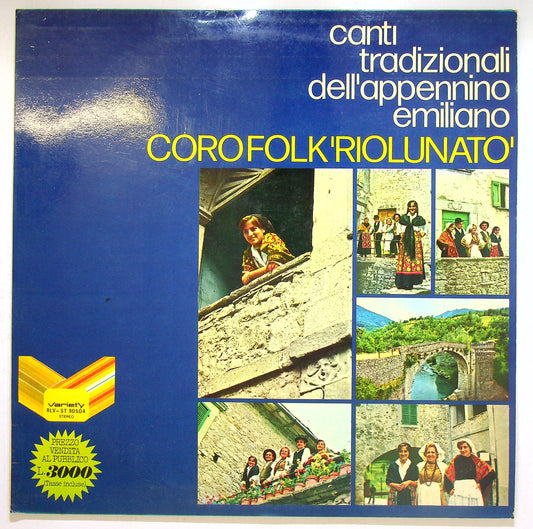 canti
tradizionali
dell'appennino
emiliano
CORO FOLK 'RIOLUNATO'
Variety
RLV-ST 90504
STEREO
PREZZO
VENDITA
AL PUBBLICO
L. 3000
(Tasse incluse)